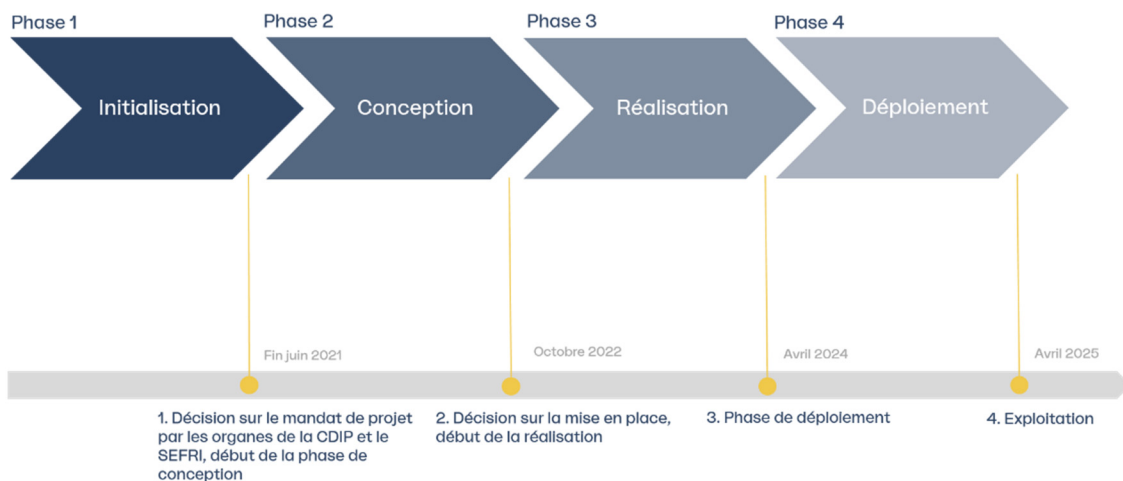 Phase 1
Phase 2
Phase 3
Phase 4
Initialisation
Conception
Réalisation
Déploiement
Fin juin 2021
Octobre 2022
Avril 2024
Avril 2025
1. Décision sur le mandat de projet
par les organes de la CDIP et le
SEFRI, début de la phase de
conception
2. Décision sur la mise en place,
début de la réalisation
3. Phase de déploiement
4. Exploitation